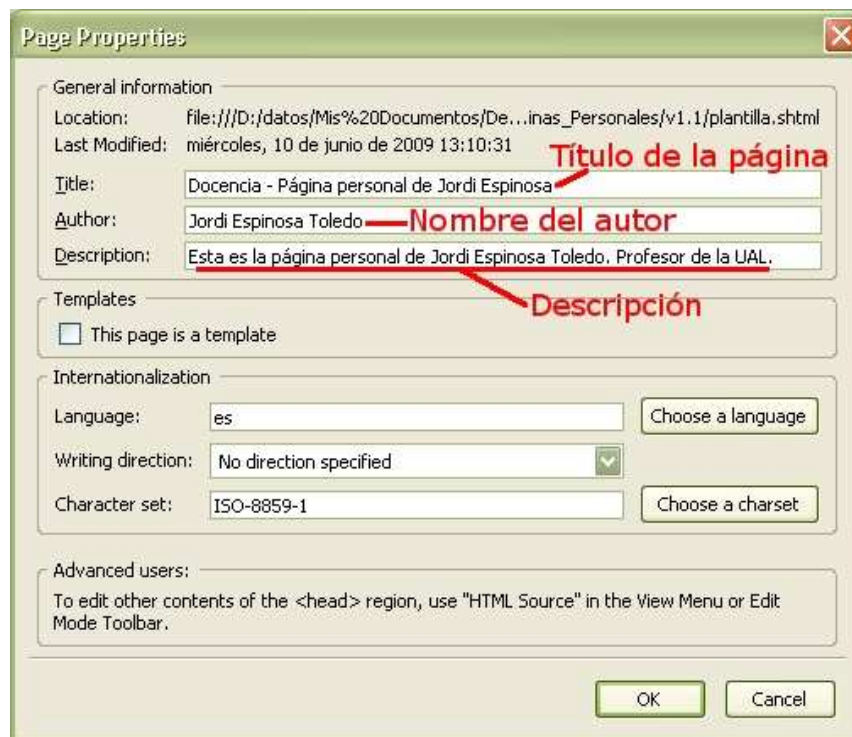 Page Properties
General information
Location: file:///D:/datos/Mis%20Documentos/De...inas_Personales/v1.1/plantilla.shtml
Last Modified: miércoles, 10 de junio de 2009 13:10:31
Título de la página
Title: Docencia - Página personal de Jordi Espinosa
Author: Jordi Espinosa Toledo Nombre del autor
Description: Esta es la página personal de Jordi Espinosa Toledo. Profesor de la UAL.
Descripción
Templates
This page is a template
Internationalization
Language: es Choose a language
Writing direction: No direction specified
Character set: ISO-8859-1 Choose a charset
Advanced users:
To edit other contents of the <head> region, use "HTML Source" in the View Menu or Edit
Mode Toolbar.
OK Cancel